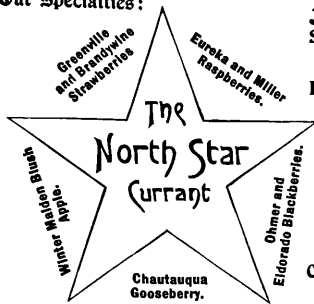 Our Specialties:
Greenville
and Brandywine
Strawberries
Eureka and Miller
Raspberries.
The
North Star
Currant
Winter Maiden Blush
Apple.
Ohmer and
Eldorado Blackberries.
Chautauqua
Gooseberry.